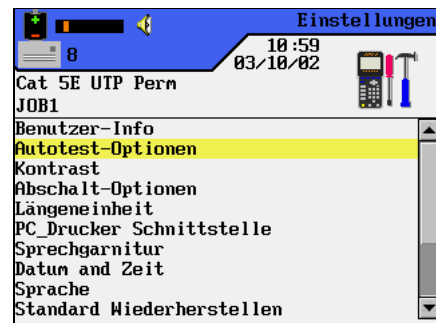 Einstellungen
8
10:59
03/10/02
Cat 5E UTP Perm
JOB1
Benutzer-Info
Autotest-Optionen
Kontrast
Abschalt-Optionen
Längeneinheit
PC_Drucker Schnittstelle
Sprechgarnitur
Datum and Zeit
Sprache
Standard Wiederherstellen